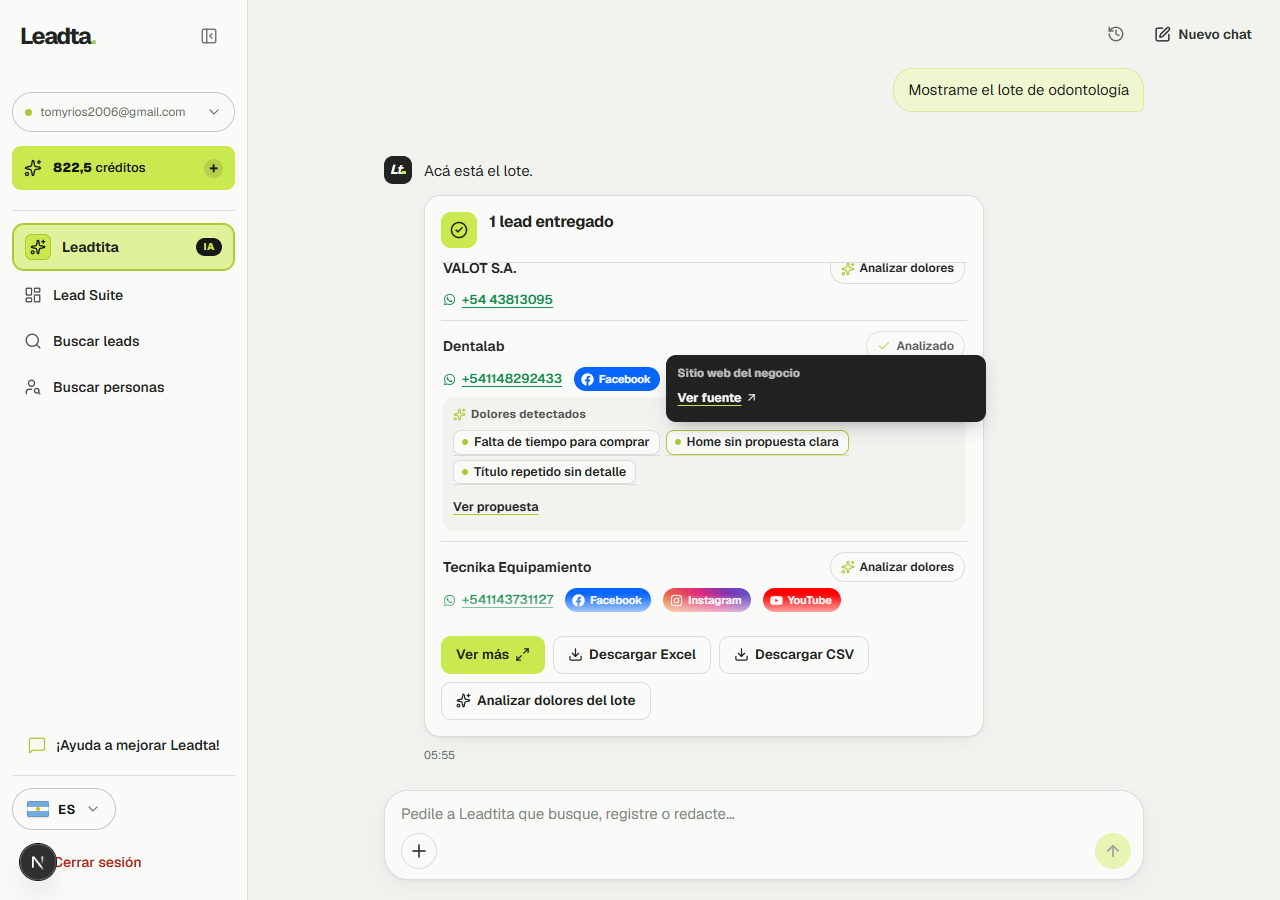 Leadta.
Nuevo chat
tomyrios2006@gmail.com
822,5 créditos
Leadtita IA
Lead Suite
Buscar leads
Buscar personas
¡Ayuda a mejorar Leadta!
ES
N Cerrar sesión
Mostrame el lote de odontología
Lt. Acá está el lote.
1 lead entregado
VALOT S.A. Analizar dolores
+54 43813095
Dentalab Analizado
+541148292433 Facebook
Sitio web del negocio
Ver fuente
Dolores detectados
Falta de tiempo para comprar Home sin propuesta clara
Título repetido sin detalle
Ver propuesta
Tecnika Equipamiento Analizar dolores
+541143731127 Facebook Instagram YouTube
Ver más Descargar Excel Descargar CSV
Analizar dolores del lote
05:55
Pedile a Leadtita que busque, registre o redacte...